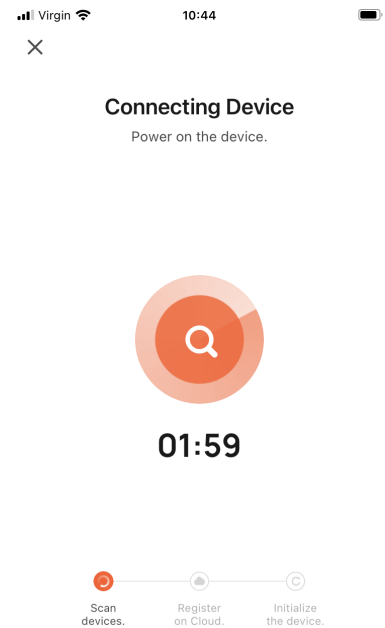 Virgin 10:44
Connecting Device
Power on the device.
01:59
Scan
devices.
Register
on Cloud.
Initialize
the device.